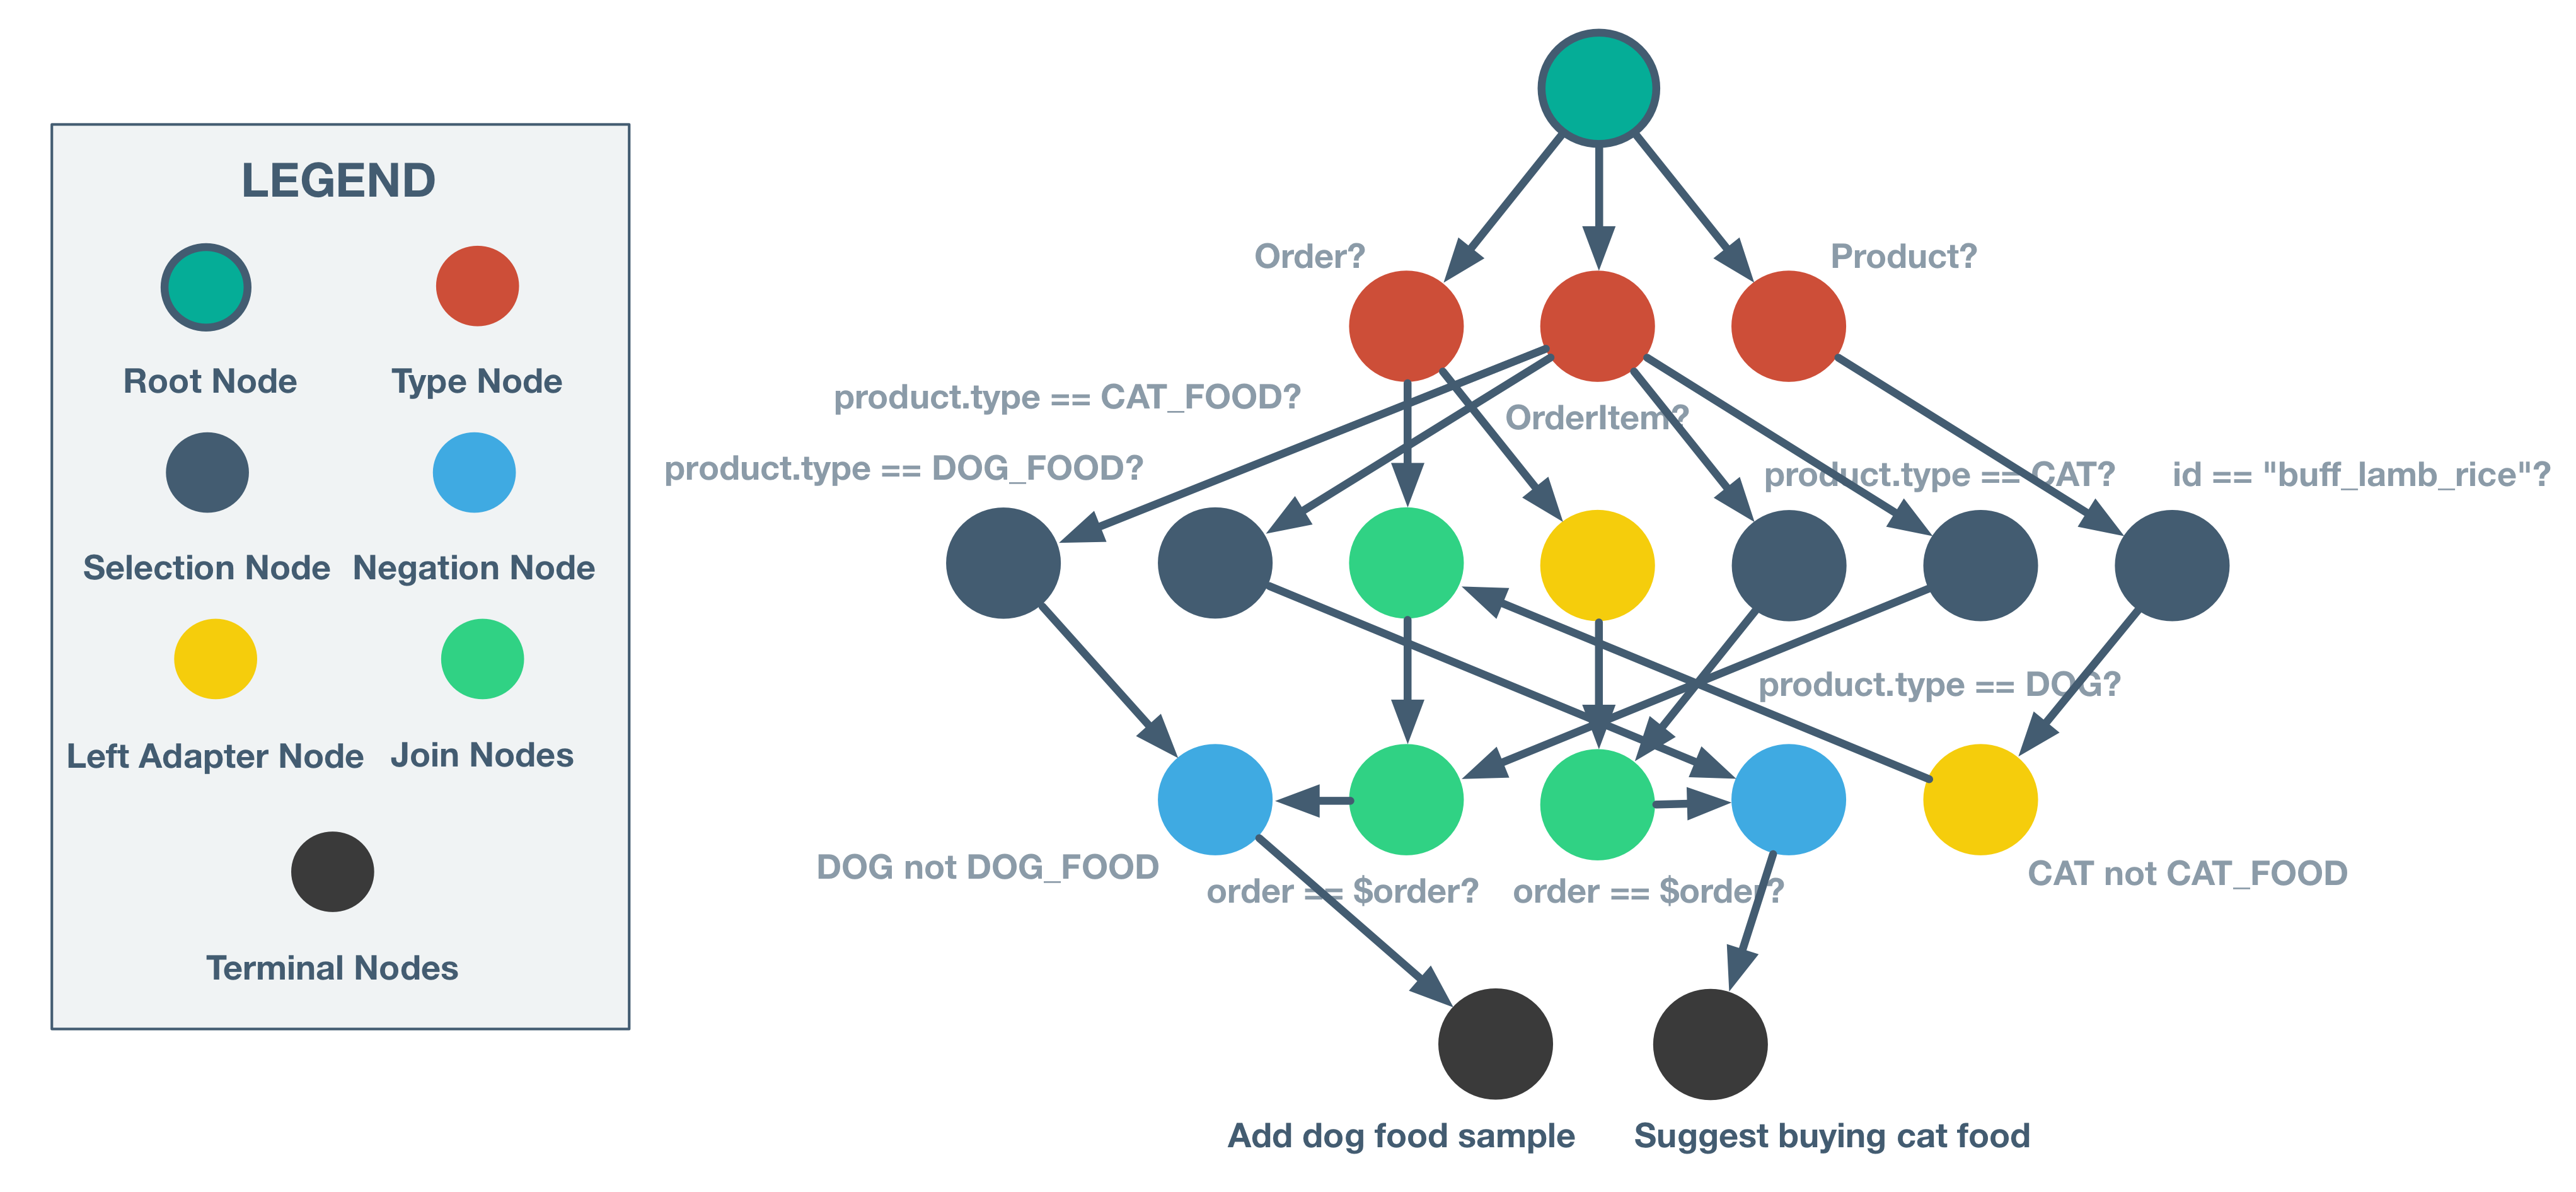 LEGEND
Root Node
Type Node
Selection Node
Negation Node
Left Adapter Node
Join Nodes
Terminal Nodes
Order?
Product?
product.type == CAT_FOOD?
OrderItem?
product.type == DOG_FOOD?
product.type == CAT?
id == "buff_lamb_rice"?
product.type == DOG?
DOG not DOG_FOOD
order == $order?
order == $order?
CAT not CAT_FOOD
Add dog food sample
Suggest buying cat food